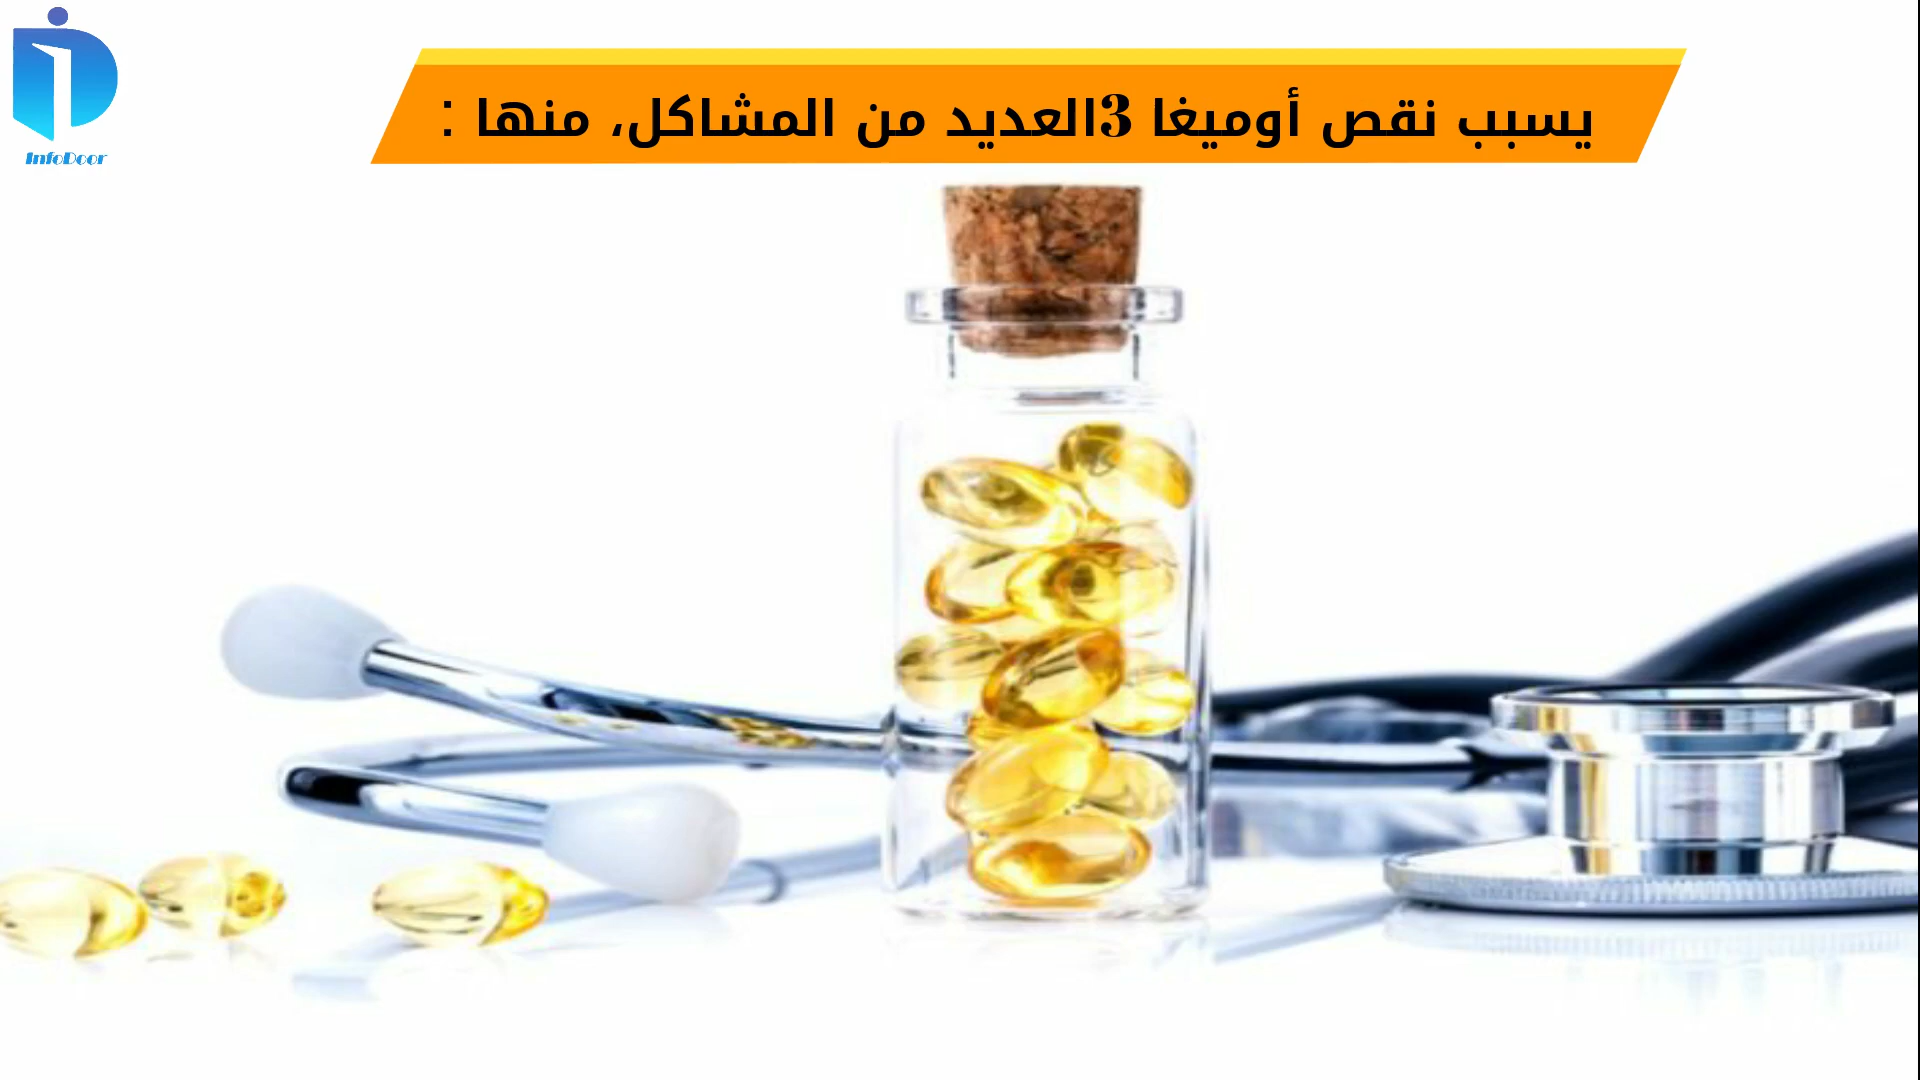 يسبب نقص أوميغا 3العديد من المشاكل، منها :
InfoDoor